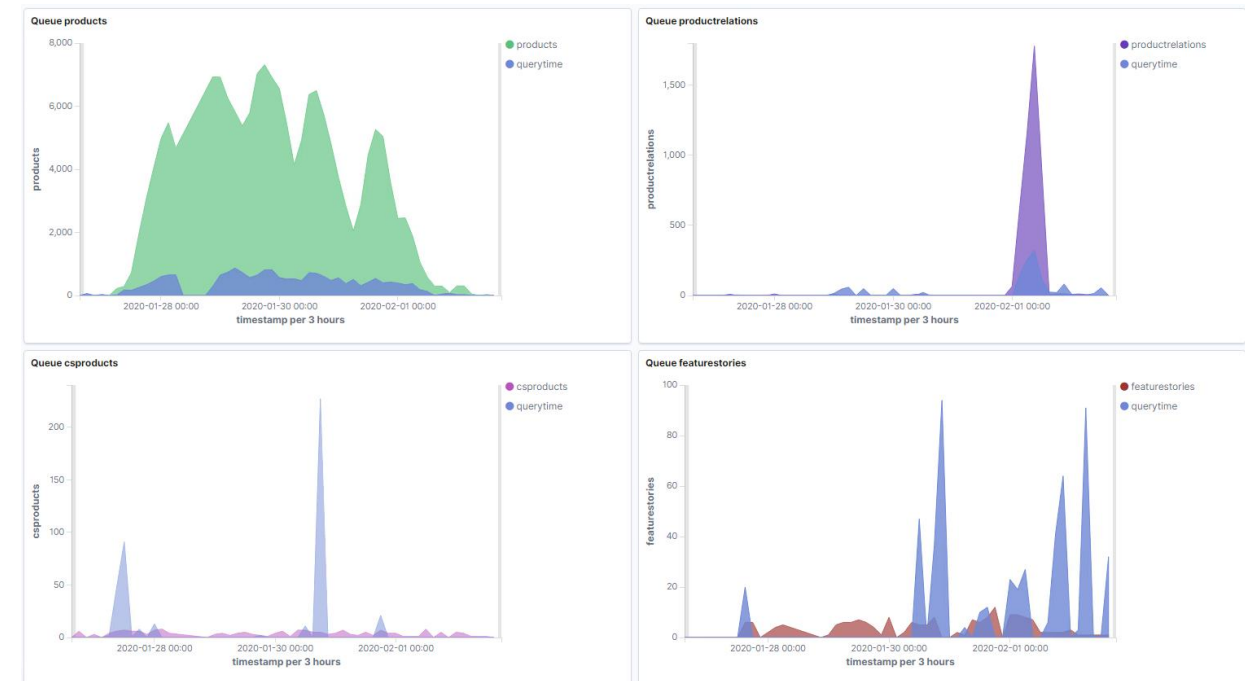 Queue products
8,000
6,000
4,000
2,000
0
products
2020-01-28 00:00
2020-01-30 00:00
2020-02-01 00:00
timestamp per 3 hours
products
querytime
Queue productrelations
1,500
1,000
500
0
productrelations
2020-01-28 00:00
2020-01-30 00:00
2020-02-01 00:00
timestamp per 3 hours
productrelations
querytime
Queue csproducts
200
150
100
50
0
csproducts
2020-01-28 00:00
2020-01-30 00:00
2020-02-01 00:00
timestamp per 3 hours
csproducts
querytime
Queue featurestories
100
80
60
40
20
0
featurestories
2020-01-28 00:00
2020-01-30 00:00
2020-02-01 00:00
timestamp per 3 hours
featurestories
querytime